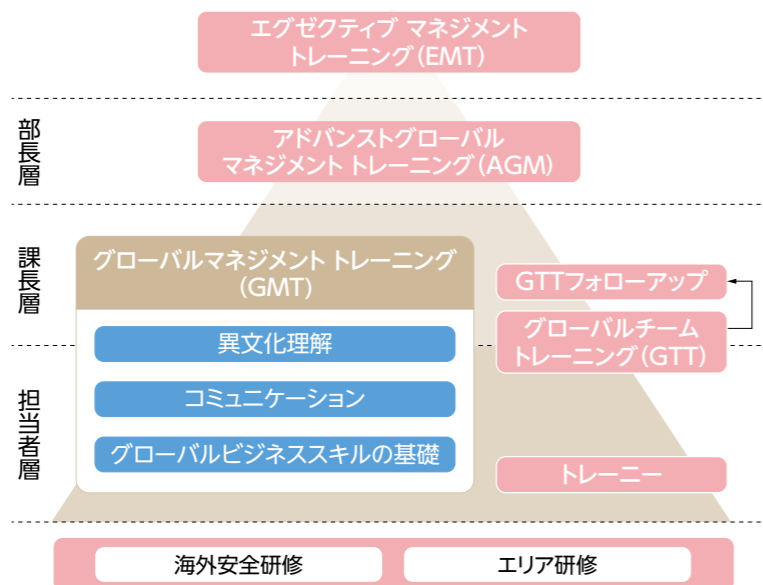 エグゼクティブ マネジメント
トレーニング(EMT)
部長層
アドバンストグローバル
マネジメント トレーニング(AGM)
課長層
グローバルマネジメント トレーニング
(GMT)
GTTフォローアップ
グローバルチーム
トレーニング(GTT)
異文化理解
担当者層
コミュニケーション
グローバルビジネススキルの基礎
トレーニー
海外安全研修
エリア研修